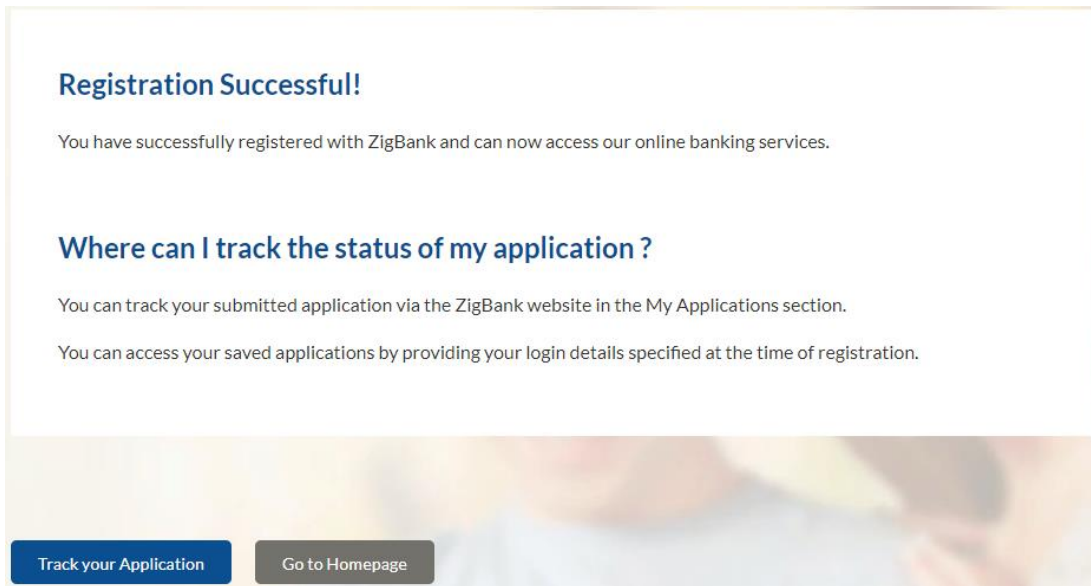 Registration Successful!
You have successfully registered with ZigBank and can now access our online banking services.
Where can I track the status of my application ?
You can track your submitted application via the ZigBank website in the My Applications section.
You can access your saved applications by providing your login details specified at the time of registration.
Track your Application
Go to Homepage